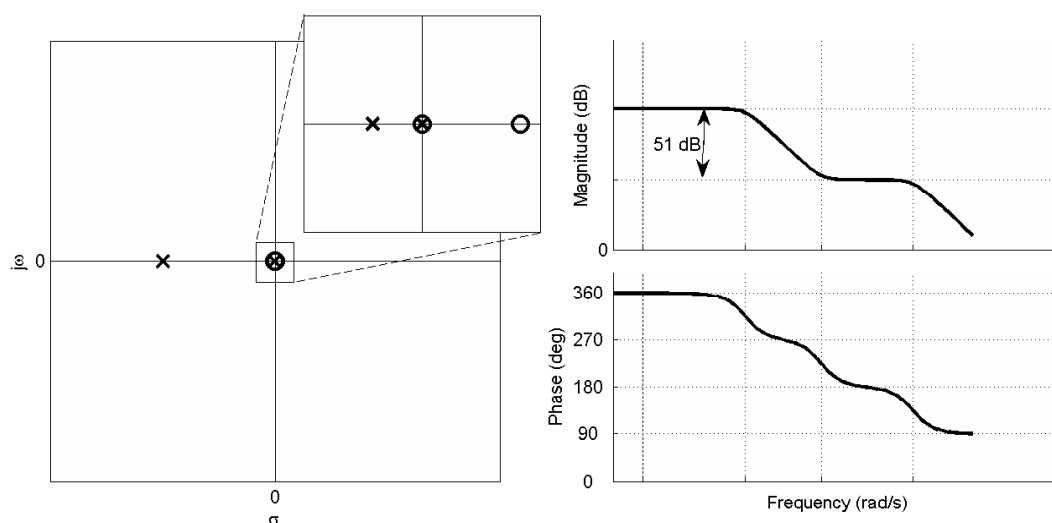 jω
0
0
σ
Magnitude (dB)
51 dB
0
Phase (deg)
360
270
180
90
0
Frequency (rad/s)